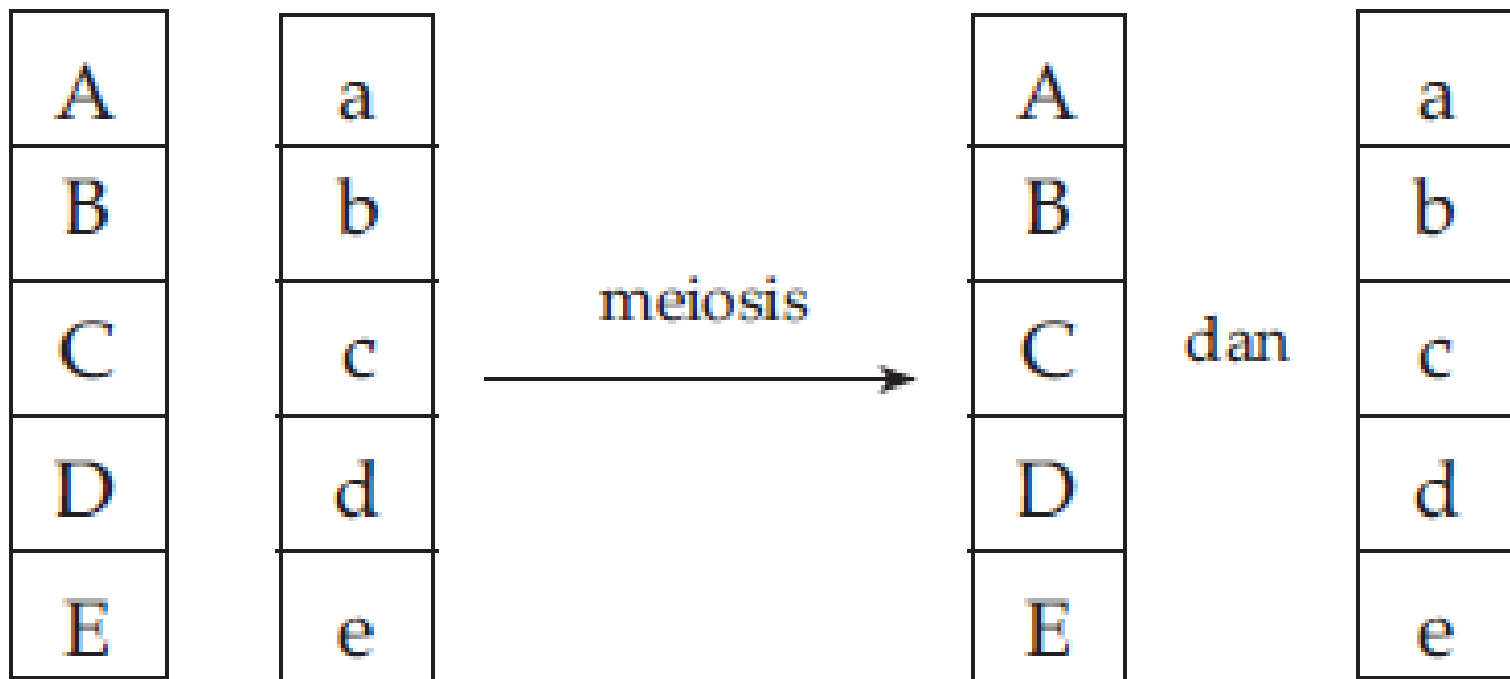 A a A a
B b B b
meiosis
C c C dan c
D d D d
E e E e